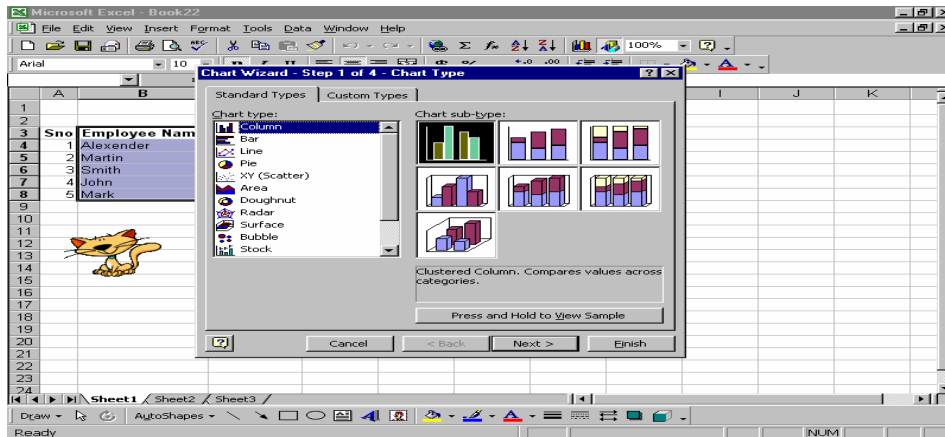 Microsoft Excel - Book22
File Edit View Insert Format Tools Data Window Help
100%
Arial 10
Chart Wizard - Step 1 of 4 - Chart Type
Standard Types Custom Types
Chart type:
Column
Bar
Line
Pie
XY (Scatter)
Area
Doughnut
Radar
Surface
Bubble
Stock
Chart sub-type:
Clustered Column. Compares values across
categories.
Press and Hold to View Sample
Cancel < Back Next > Finish
A B I J K
1
2
3 Sno Employee Nam
4 1 Alexender
5 2 Martin
6 3 Smith
7 4 John
8 5 Mark
9
10
11
12
13
14
15
16
17
18
19
20
21
22
23
24
Sheet1 Sheet2 Sheet3
Draw AutoShapes
Ready NUM